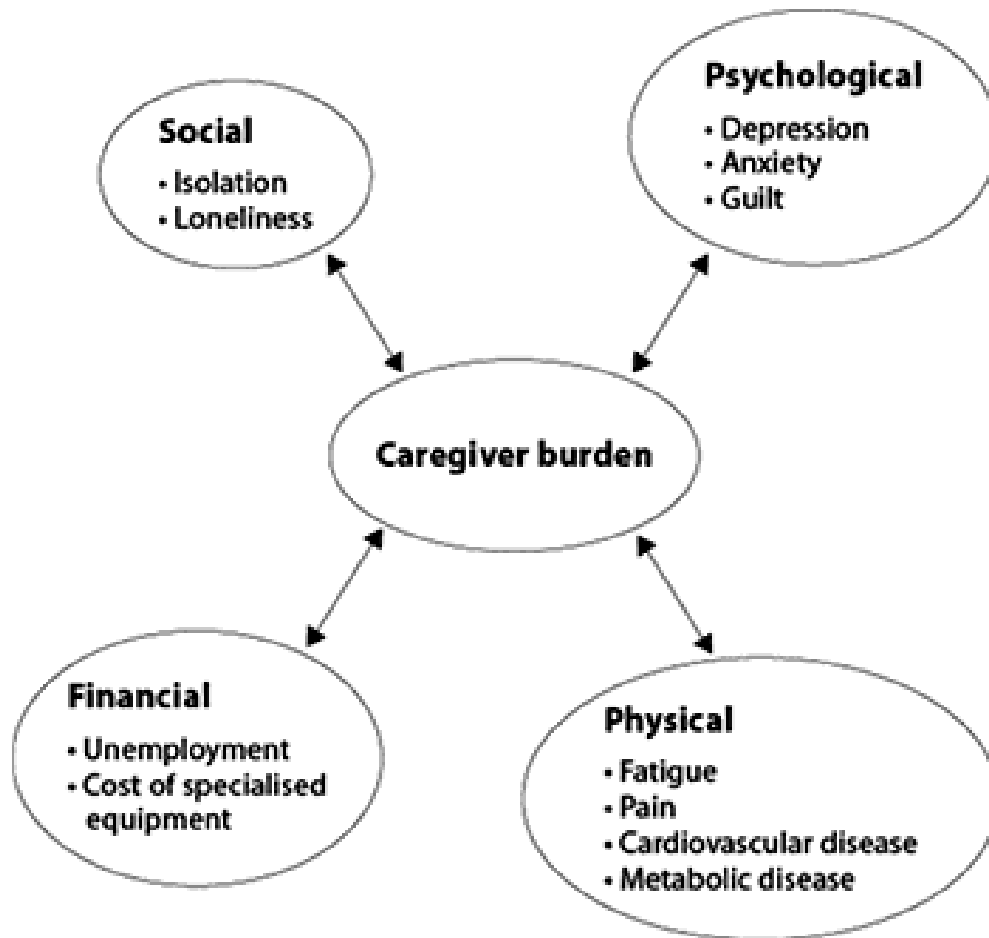 Social
• Isolation
• Loneliness
Psychological
• Depression
• Anxiety
• Guilt
Caregiver burden
Financial
• Unemployment
• Cost of specialised
equipment
Physical
• Fatigue
• Pain
• Cardiovascular disease
• Metabolic disease